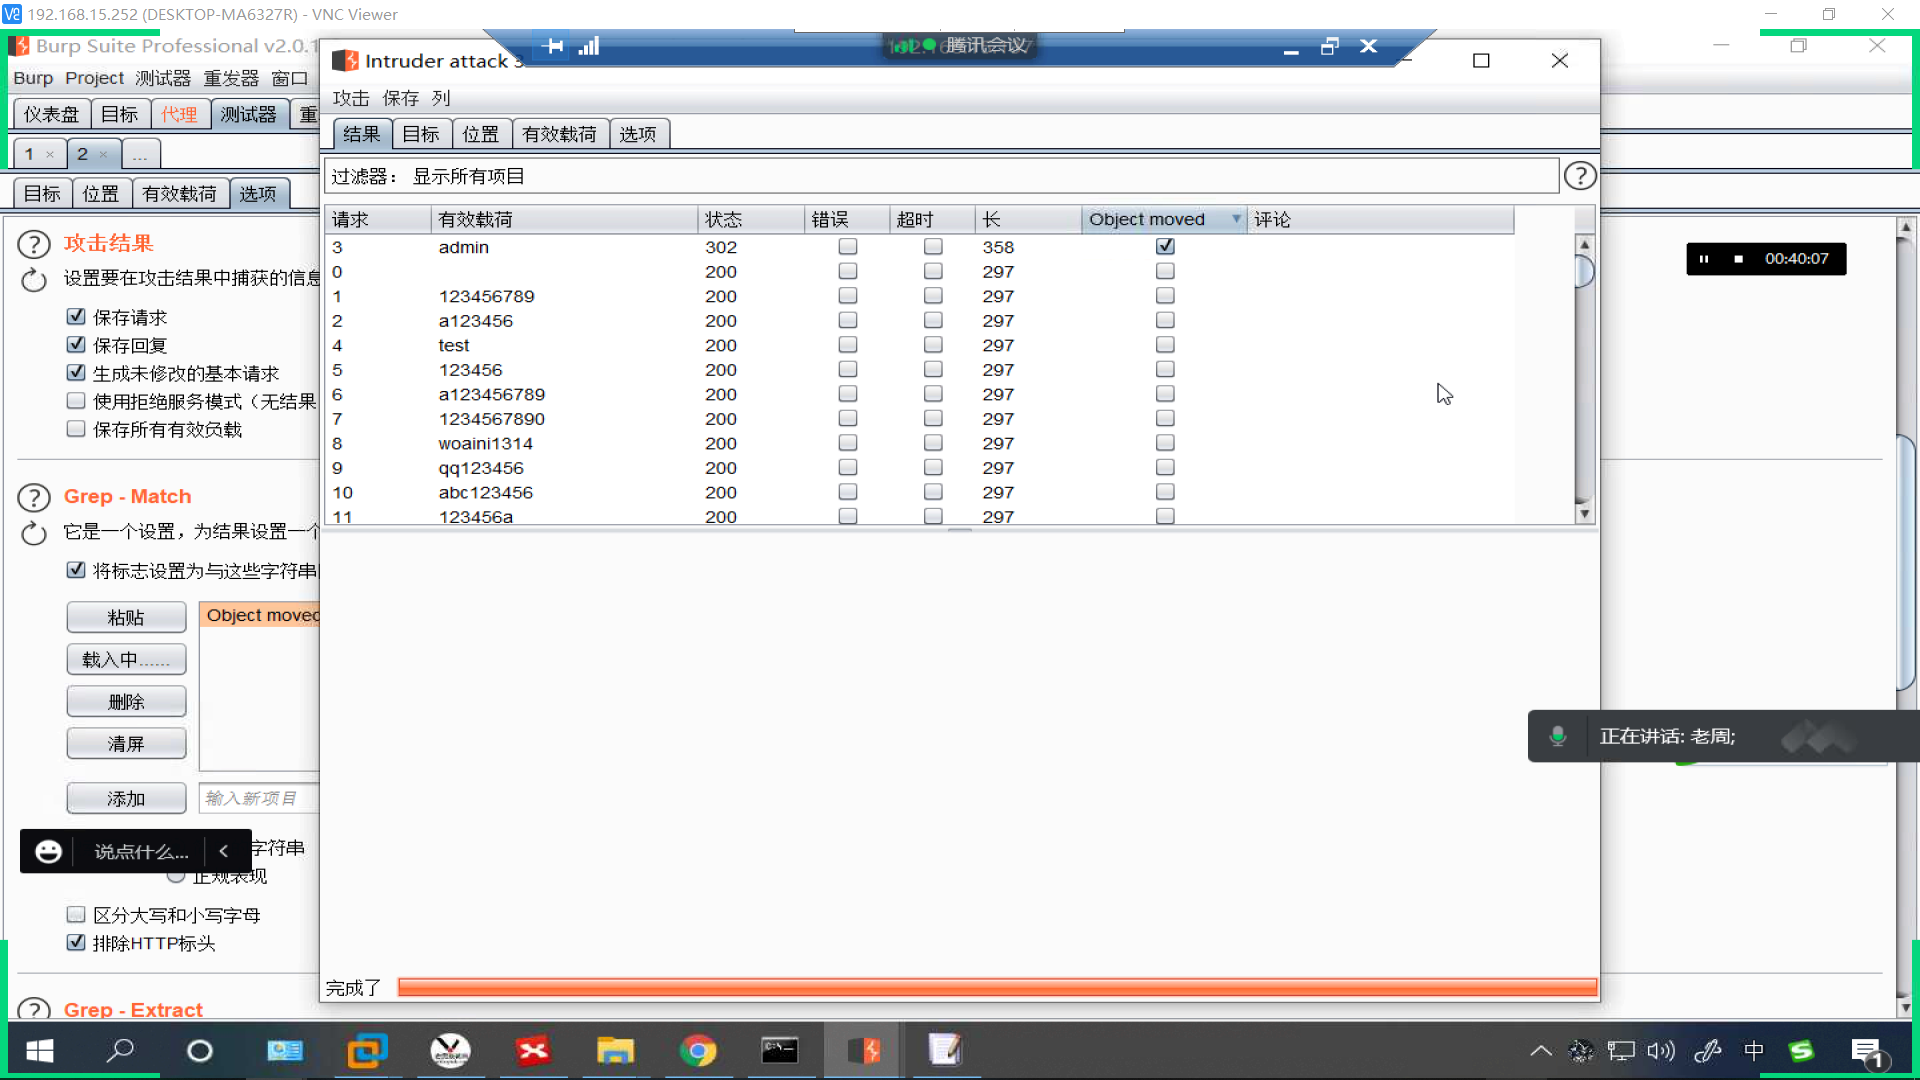 192.168.15.252 (DESKTOP-MA6327R) - VNC Viewer
Burp Suite Professional v2.0.1
Intruder attack 3
腾讯会议
Burp Project 测试器 重发器 窗口
仪表盘 目标 代理 测试器 重
1 × 2 × ...
目标 位置 有效载荷 选项
攻击结果
设置要在攻击结果中捕获的信息
保存请求
保存回复
生成未修改的基本请求
使用拒绝服务模式（无结果
保存所有有效负载
Grep - Match
它是一个设置，为结果设置一个
将标志设置为与这些字符串
粘贴
载入中......
删除
清屏
添加
Object moved
输入新项目
字符串
正规表现
区分大写和小写字母
排除HTTP标头
Grep - Extract
说点什么...
攻击 保存 列
结果 目标 位置 有效载荷 选项
过滤器： 显示所有项目
请求 有效载荷 状态 错误 超时 长 Object moved 评论
3 admin 302 358
0 200 297
1 123456789 200 297
2 a123456 200 297
4 test 200 297
5 123456 200 297
6 a123456789 200 297
7 1234567890 200 297
8 woaini1314 200 297
9 qq123456 200 297
10 abc123456 200 297
11 123456a 200 297
完成了
00:40:07
正在讲话: 老周;
中
1